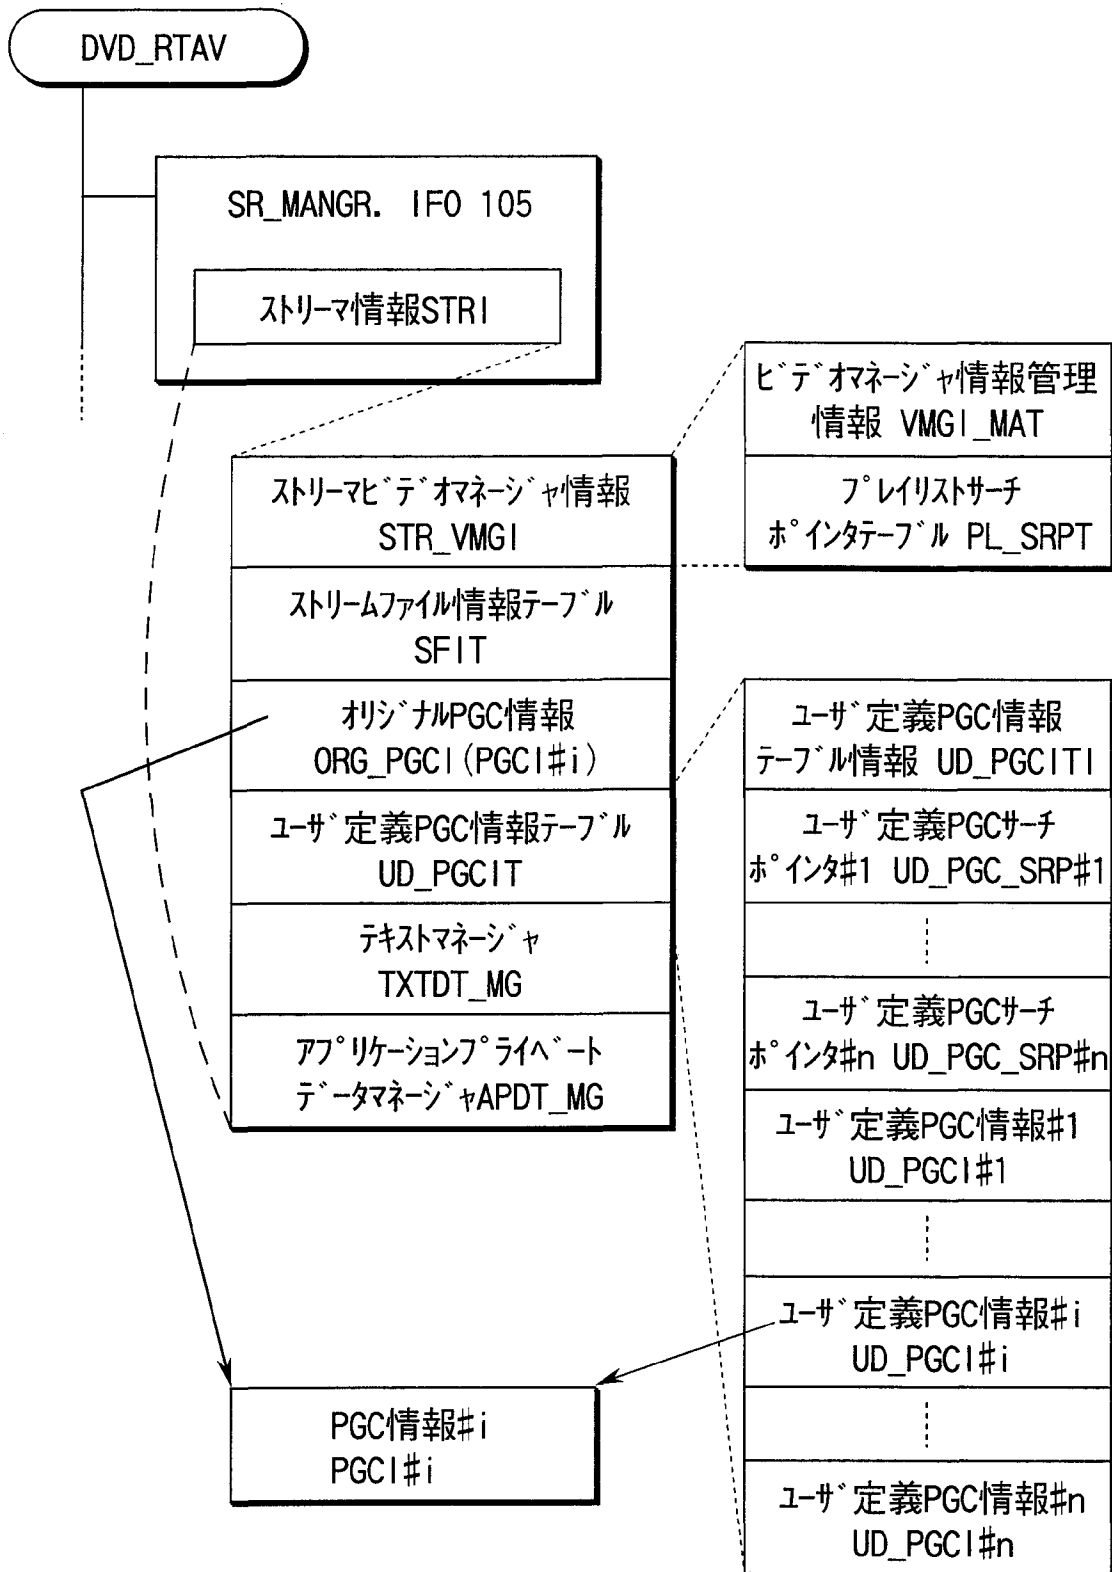 DVD_RTAV
SR_MANGR. IFO 105
ストリーマ情報STRI
ストリーマビデオマネージャ情報
STR_VMGI
ストリームファイル情報テーブル
SFIT
オリジナルPGC情報
ORG_PGCI(PGCI#i)
ユーザ定義PGC情報テーブル
UD_PGCIT
テキストマネージャ
TXTDT_MG
アプリケーションプライベート
データマネージャAPDT_MG
ビデオマネージャ情報管理
情報 VMGI_MAT
プレイリストサーチ
ポインタテーブル PL_SRPT
ユーザ定義PGC情報
テーブル情報 UD_PGCITI
ユーザ定義PGCサーチ
ポインタ#1 UD_PGC_SRP#1
ユーザ定義PGCサーチ
ポインタ#n UD_PGC_SRP#n
ユーザ定義PGC情報#1
UD_PGCI#1
ユーザ定義PGC情報#i
UD_PGCI#i
ユーザ定義PGC情報#n
UD_PGCI#n
PGC情報#i
PGCI#i